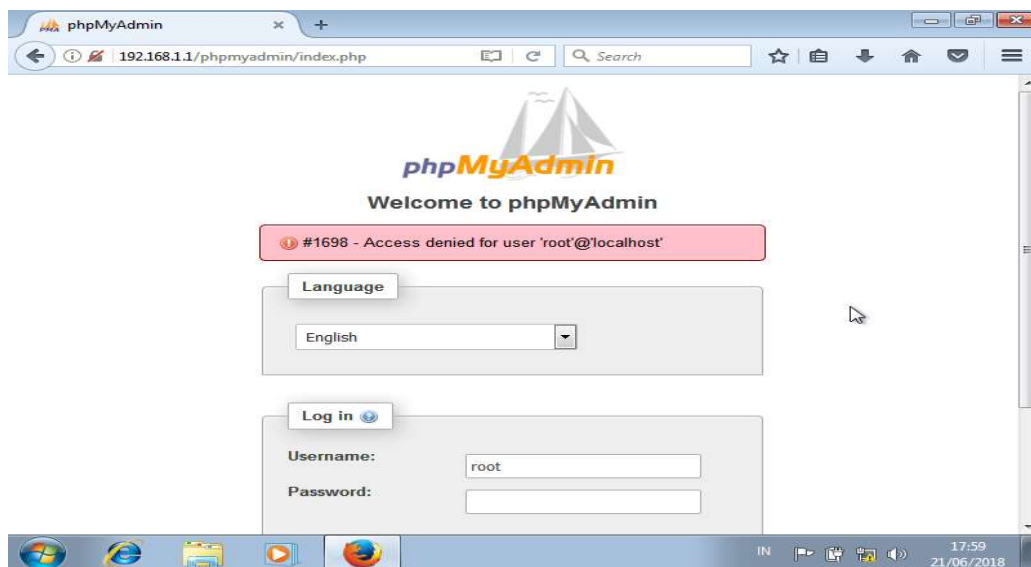 phpMyAdmin
192.168.1.1/phpmyadmin/index.php
Search
phpMyAdmin
Welcome to phpMyAdmin
#1698 - Access denied for user 'root'@'localhost'
Language
English
Log in
Username:
root
Password:
IN
17:59
21/06/2018